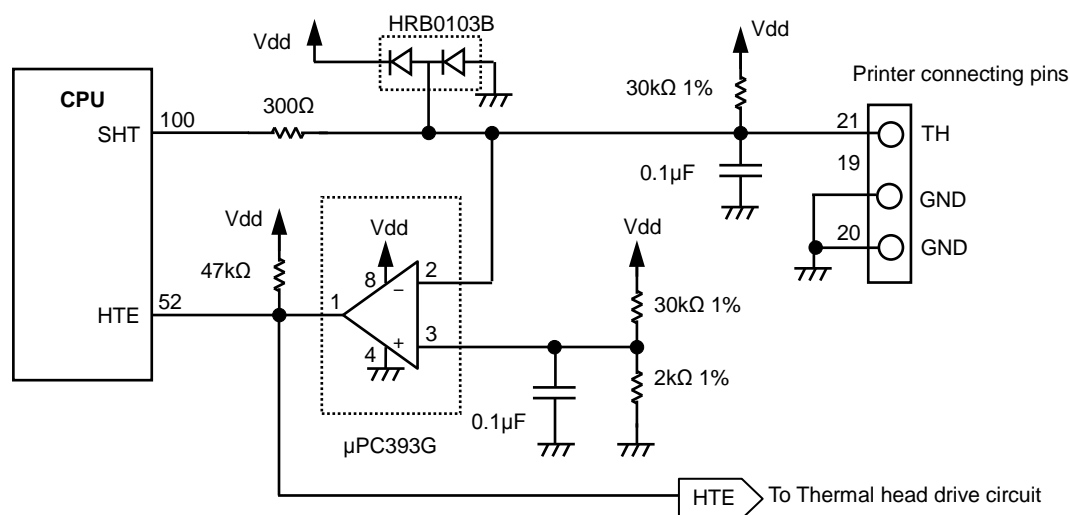 HRB0103B
Vdd
Vdd
CPU
30kΩ 1%
Printer connecting pins
300Ω
SHT
100
21
TH
0.1µF
19
GND
Vdd
Vdd
Vdd
20
GND
47kΩ
8
2
−
HTE
52
1
30kΩ 1%
3
+
4
2kΩ 1%
0.1µF
µPC393G
HTE
To Thermal head drive circuit